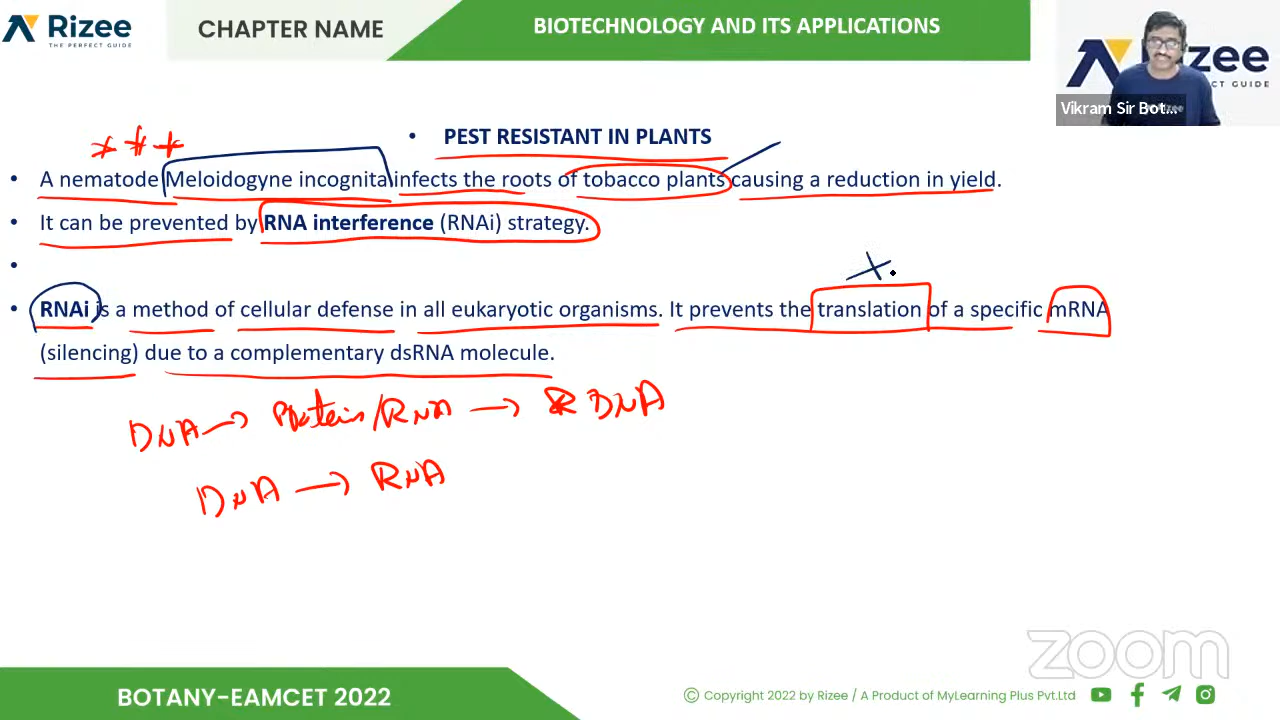 Rizee
THE PERFECT GUIDE
CHAPTER NAME
BIOTECHNOLOGY AND ITS APPLICATIONS
Rizee
CT GUIDE
Vikram Sir Bot...
• PEST RESISTANT IN PLANTS
• A nematode Meloidogyne incognita infects the roots of tobacco plants causing a reduction in yield.
• It can be prevented by RNA interference (RNAi) strategy.
•
• RNAi is a method of cellular defense in all eukaryotic organisms. It prevents the translation of a specific mRNA
(silencing) due to a complementary dsRNA molecule.
DNA → Protein/RNA → DNA
DNA → RNA
zoom
BOTANY-EAMCET 2022
© Copyright 2022 by Rizee / A Product of MyLearning Plus Pvt.Ltd